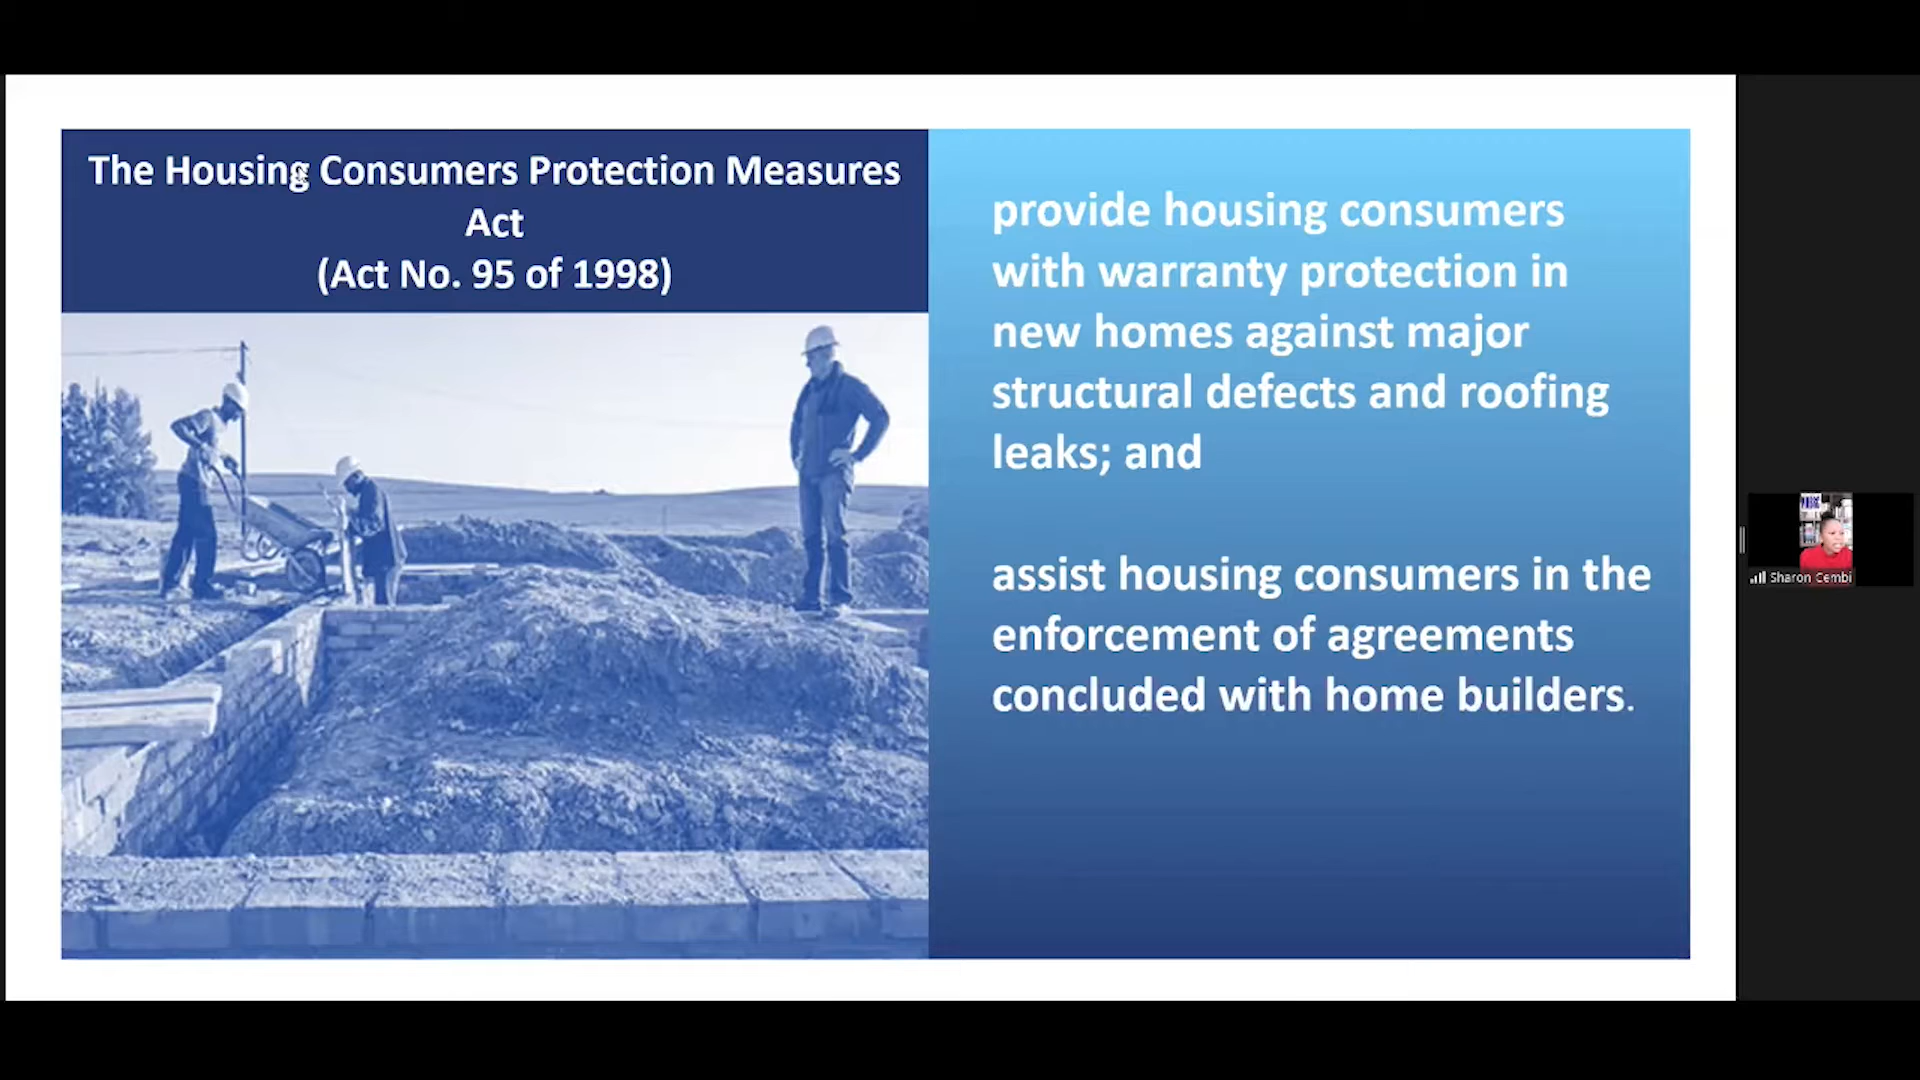 The Housing Consumers Protection Measures
Act
(Act No. 95 of 1998)
provide housing consumers
with warranty protection in
new homes against major
structural defects and roofing
leaks; and
assist housing consumers in the
enforcement of agreements
concluded with home builders.
Sharon Cembi